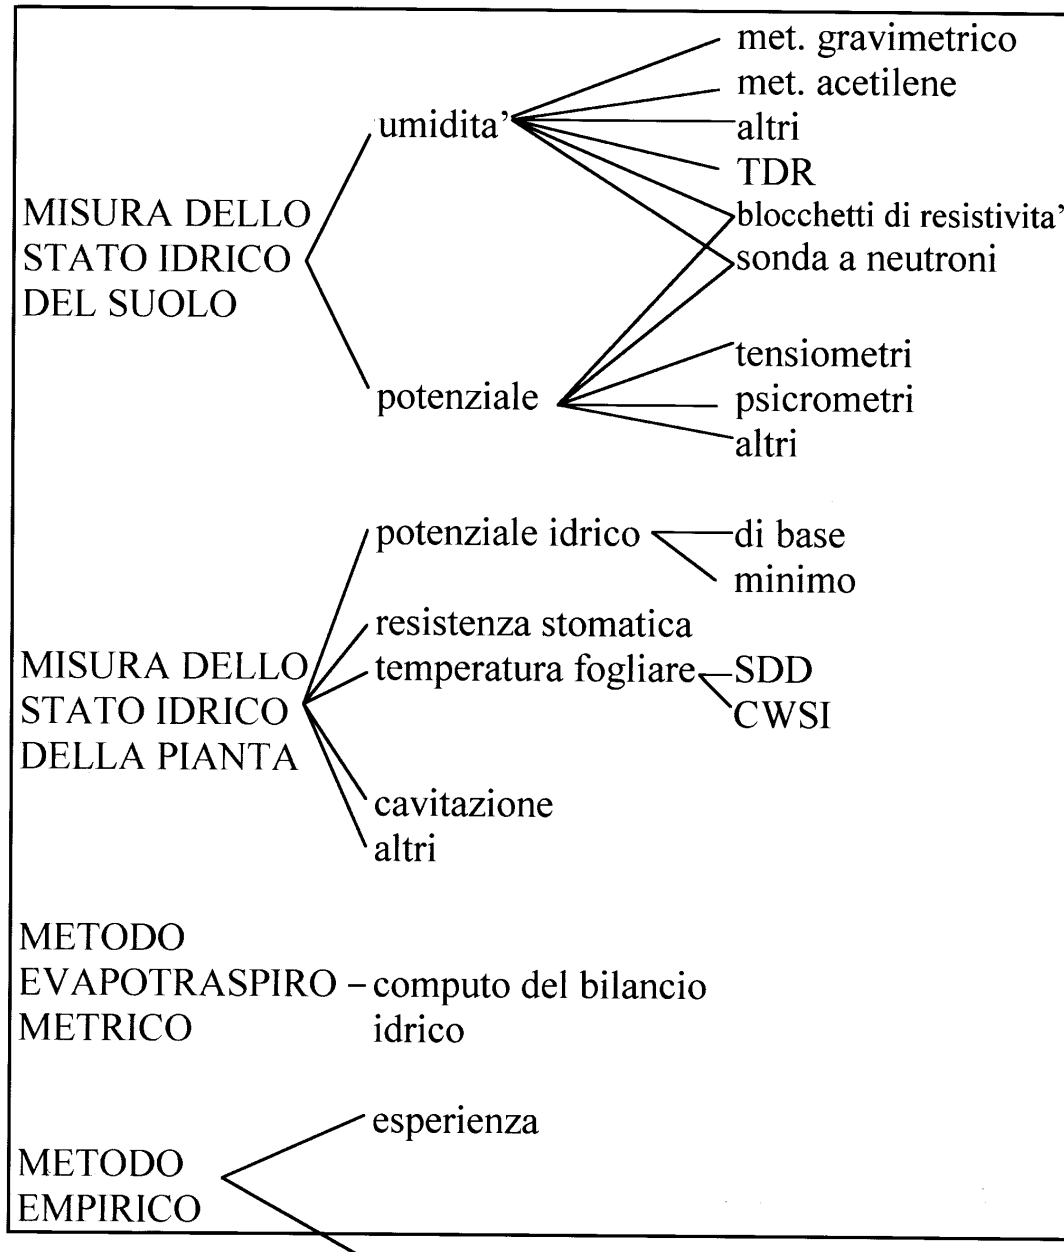 met. gravimetrico
met. acetilene
umidita'
altri
TDR
MISURA DELLO
STATO IDRICO
DEL SUOLO
blocchetti di resistivita'
sonda a neutroni
tensiometri
potenziale
psicrometri
altri
potenziale idrico
di base
minimo
resistenza stomatica
MISURA DELLO
STATO IDRICO
DELLA PIANTA
temperatura fogliare
SDD
CWSI
cavitazione
altri
METODO
EVAPOTRASPIRO – computo del bilancio
METRICO idrico
esperienza
METODO
EMPIRICO